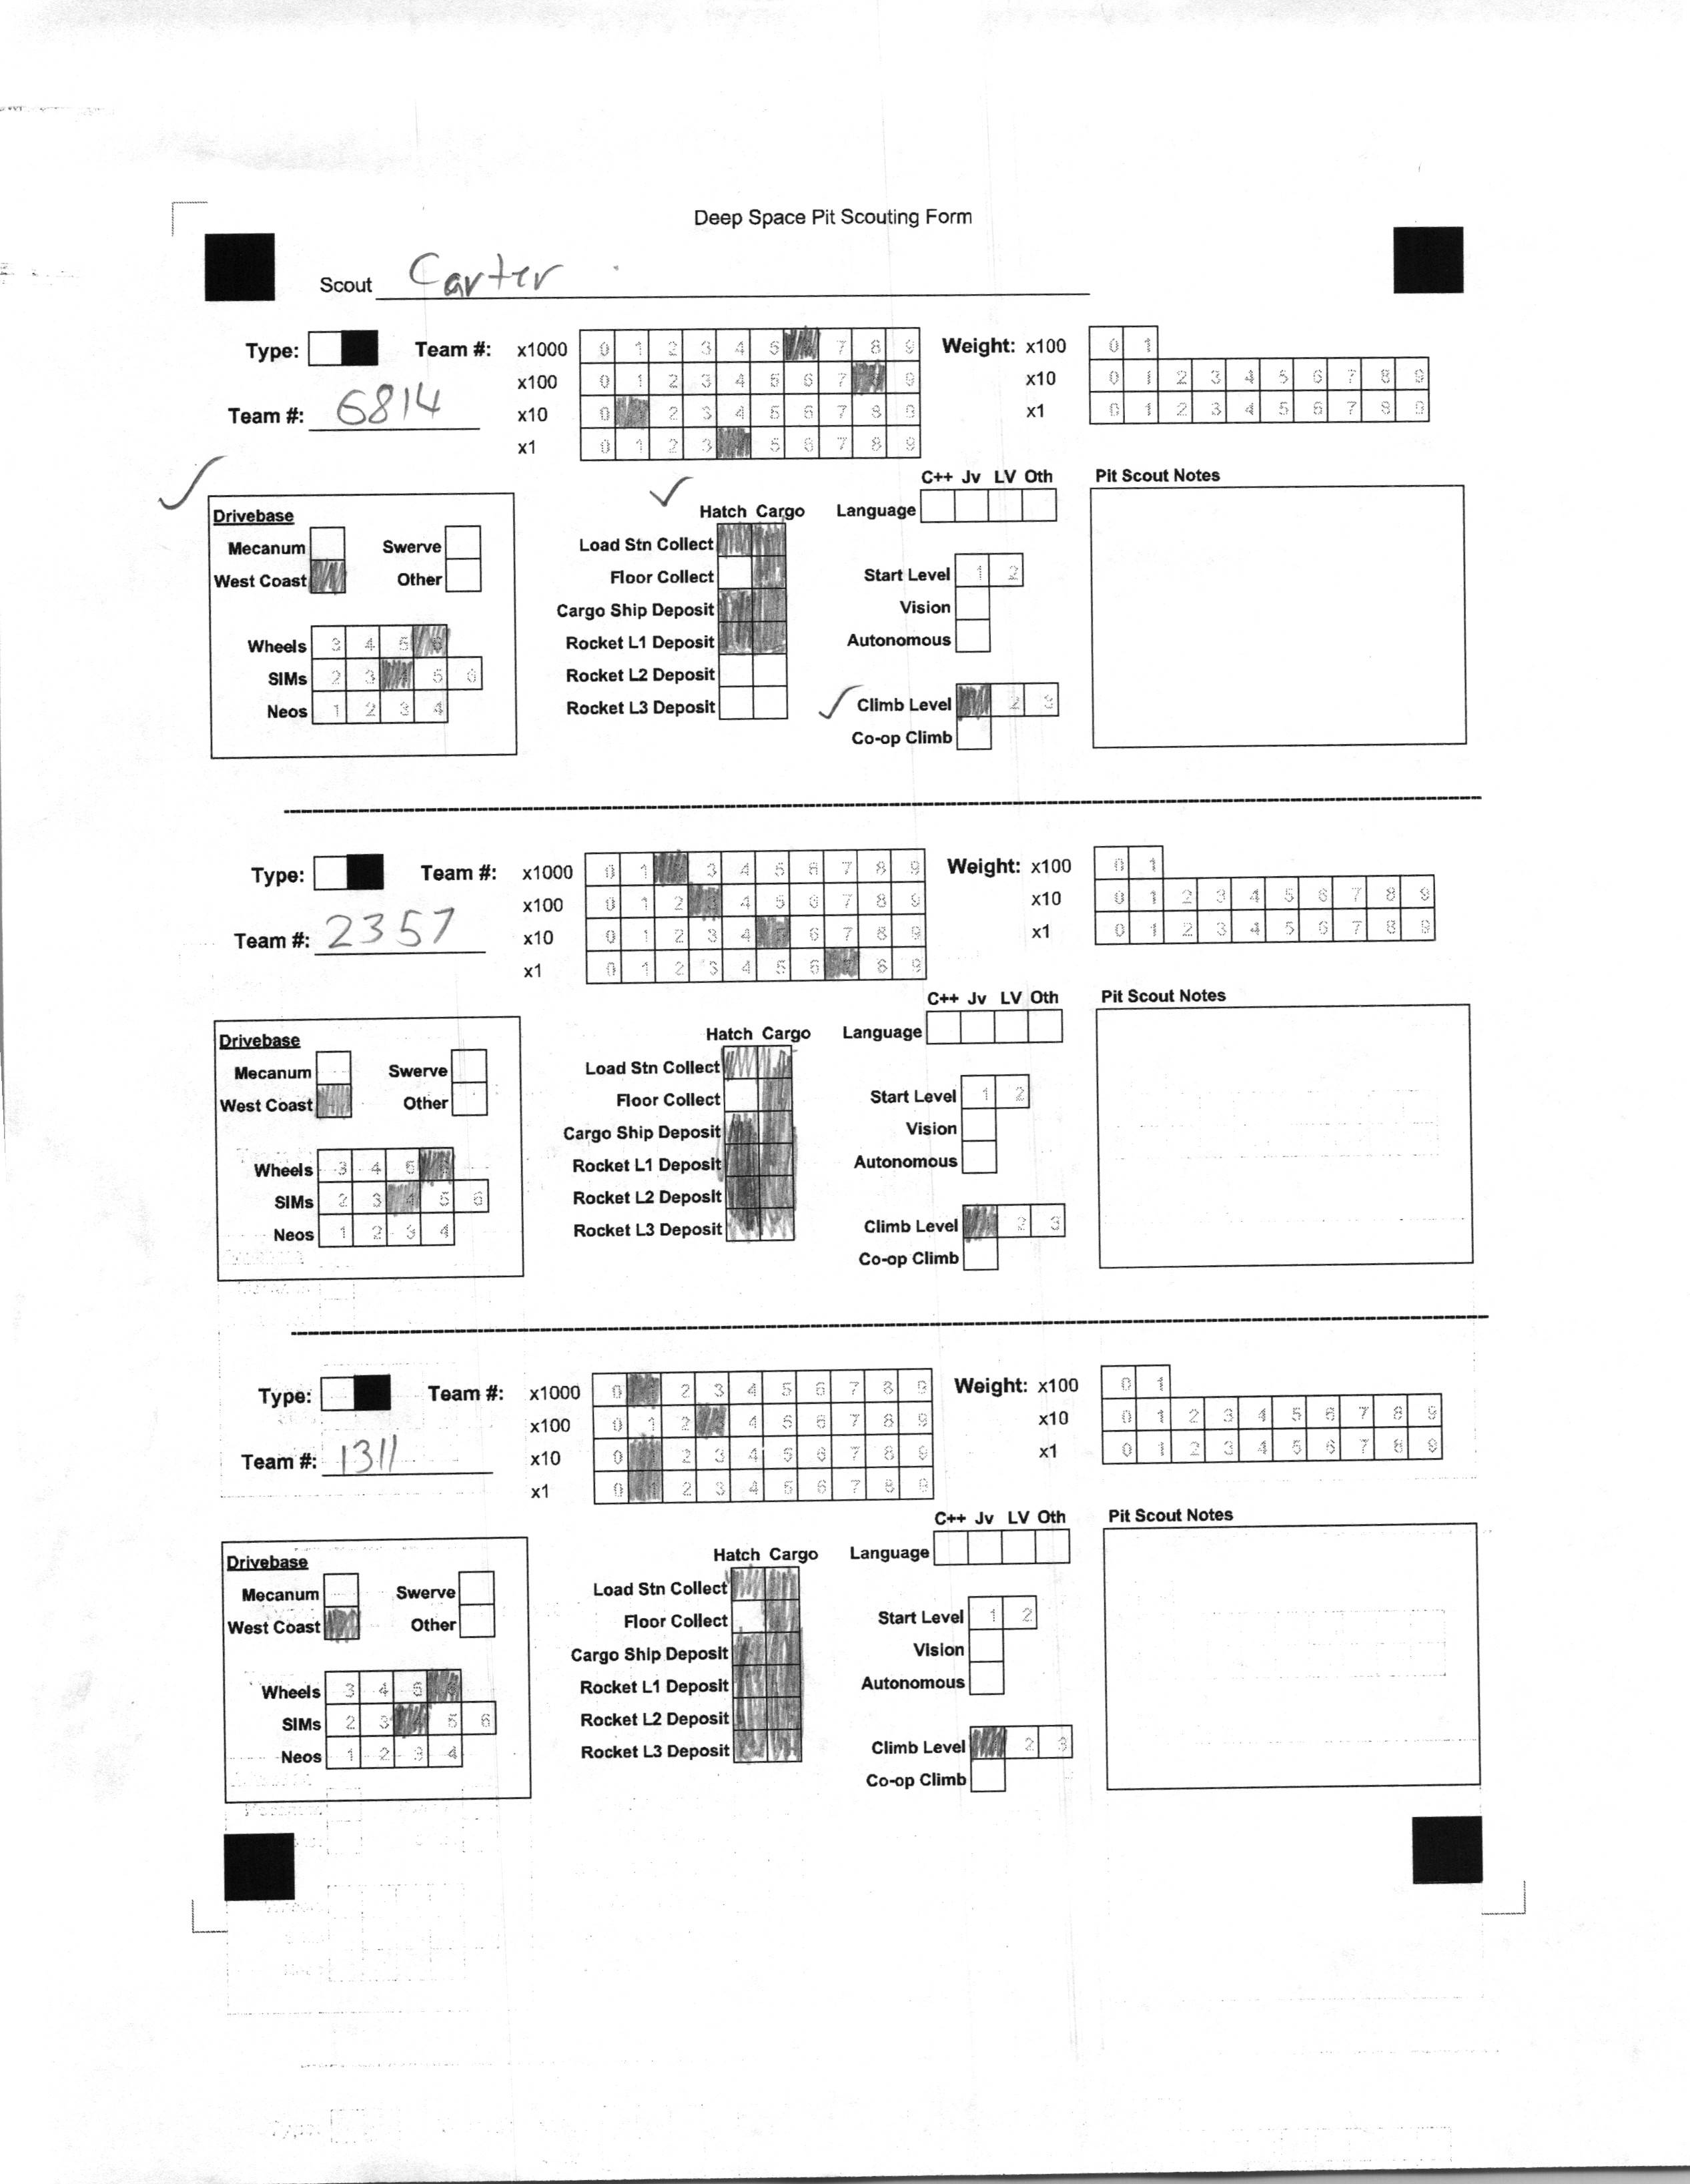 Deep Space Pit Scouting Form
Scout Carter
Type: Team #: x1000 0 1 2 3 4 5 7 8 9 Weight: x100 0 1
x100 0 1 2 3 4 5 6 7 9 x10 0 1 2 3 4 5 6 7 8 9
Team #: 6814 x10 0 2 3 4 5 6 7 8 9 x1 0 1 2 3 4 5 6 7 8 9
x1 0 1 2 3 5 6 7 8 9
C++ Jv LV Oth Pit Scout Notes
Drivebase Hatch Cargo Language
Mecanum Swerve Load Stn Collect
West Coast Other Floor Collect Start Level 1 2
Cargo Ship Deposit Vision
Wheels 3 4 5 6 Rocket L1 Deposit Autonomous
SIMs 2 3 5 6 Rocket L2 Deposit
Neos 1 2 3 4 Rocket L3 Deposit Climb Level 2 3
Co-op Climb
Type: Team #: x1000 0 1 3 4 5 6 7 8 9 Weight: x100 0 1
x100 0 1 2 4 5 6 7 8 9 x10 0 1 2 3 4 5 6 7 8 9
Team #: 2357 x10 0 1 2 3 4 6 7 8 9 x1 0 1 2 3 4 5 6 7 8 9
x1 0 1 2 3 4 5 6 8 9
C++ Jv LV Oth Pit Scout Notes
Drivebase Hatch Cargo Language
Mecanum Swerve Load Stn Collect
West Coast Other Floor Collect Start Level 1 2
Cargo Ship Deposit Vision
Wheels 3 4 5 Rocket L1 Deposit Autonomous
SIMs 2 3 4 5 6 Rocket L2 Deposit
Neos 1 2 3 4 Rocket L3 Deposit Climb Level 2 3
Co-op Climb
Type: Team #: x1000 0 2 3 4 5 6 7 8 9 Weight: x100 0 1
x100 0 1 2 4 5 6 7 8 9 x10 0 1 2 3 4 5 6 7 8 9
Team #: 1311 x10 0 2 3 4 5 6 7 8 9 x1 0 1 2 3 4 5 6 7 8 9
x1 0 2 3 4 5 6 7 8 9
C++ Jv LV Oth Pit Scout Notes
Drivebase Hatch Cargo Language
Mecanum Swerve Load Stn Collect
West Coast Other Floor Collect Start Level 1 2
Cargo Ship Deposit Vision
Wheels 3 4 5 Rocket L1 Deposit Autonomous
SIMs 2 3 5 6 Rocket L2 Deposit
Neos 1 2 3 4 Rocket L3 Deposit Climb Level 2 3
Co-op Climb